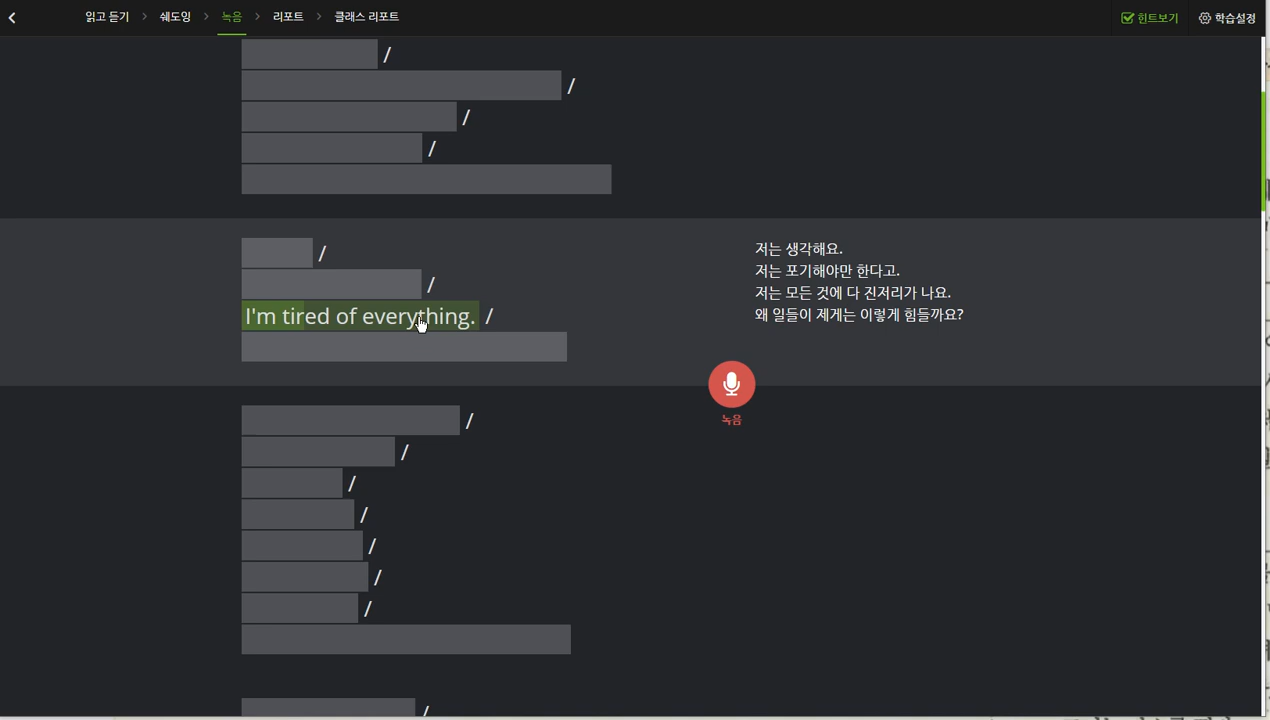 읽고 듣기 > 쉐도잉 > 녹음 > 리포트 > 클래스 리포트 힌트보기 학습설정
/
/
/
/
/
/
I'm tired of everything. /
저는 생각해요.
저는 포기해야만 한다고.
저는 모든 것에 다 진저리가 나요.
왜 일들이 제게는 이렇게 힘들까요?
녹음
/
/
/
/
/
/
/
/